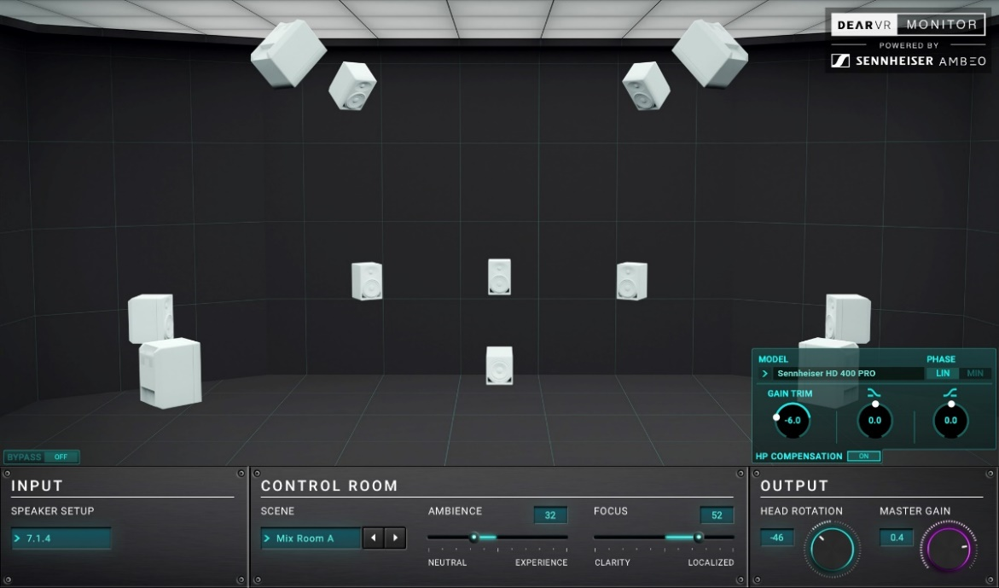 DEARVR MONITOR
POWERED BY
SENNHEISER AMBEO
MODEL PHASE
> Sennheiser HD 400 PRO LIN MIN
GAIN TRIM
-6.0 0.0 0.0
HP COMPENSATION ON
BYPASS OFF
INPUT
SPEAKER SETUP
> 7.1.4
CONTROL ROOM
SCENE
> Mix Room A
AMBIENCE 32
NEUTRAL EXPERIENCE
FOCUS 52
CLARITY LOCALIZED
OUTPUT
HEAD ROTATION
-46
MASTER GAIN
0.4